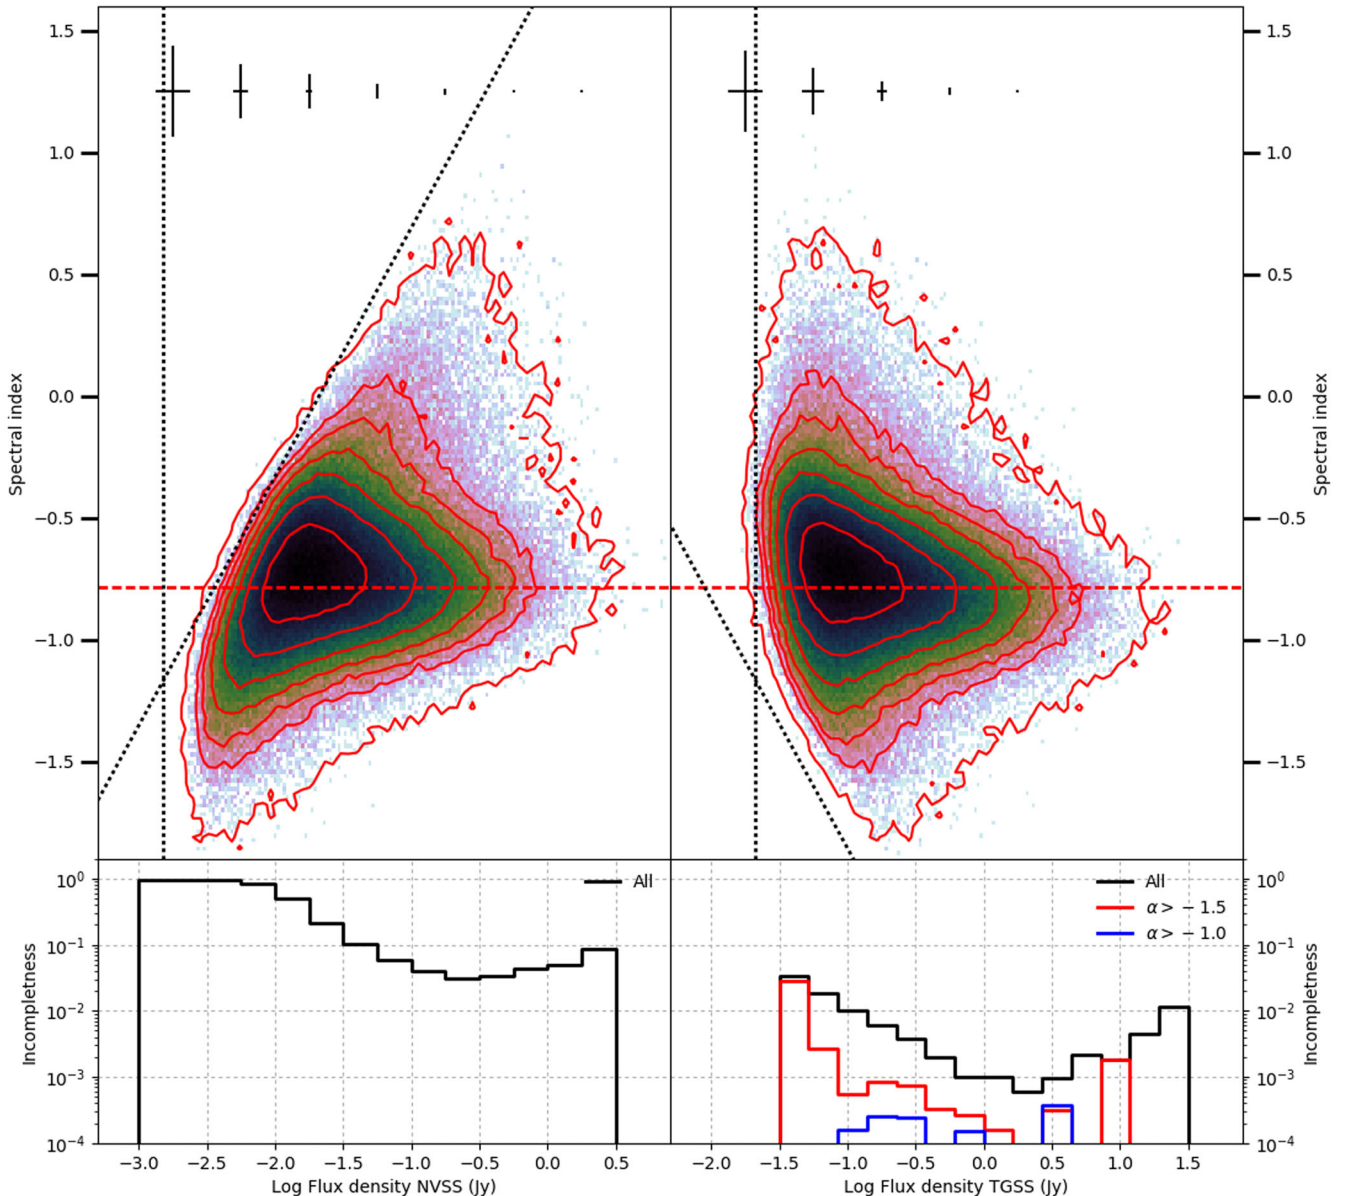 1.5
1.0
0.5
0.0
−0.5
−1.0
−1.5
Spectral index
1.5
1.0
0.5
0.0
−0.5
−1.0
−1.5
Spectral index
10⁰
10⁻¹
10⁻²
10⁻³
10⁻⁴
Incompletness
All
All
α > − 1.5
α > − 1.0
10⁰
10⁻¹
10⁻²
10⁻³
10⁻⁴
Incompletness
−3.0 −2.5 −2.0 −1.5 −1.0 −0.5 0.0 0.5
Log Flux density NVSS (Jy)
−2.0 −1.5 −1.0 −0.5 0.0 0.5 1.0 1.5
Log Flux density TGSS (Jy)